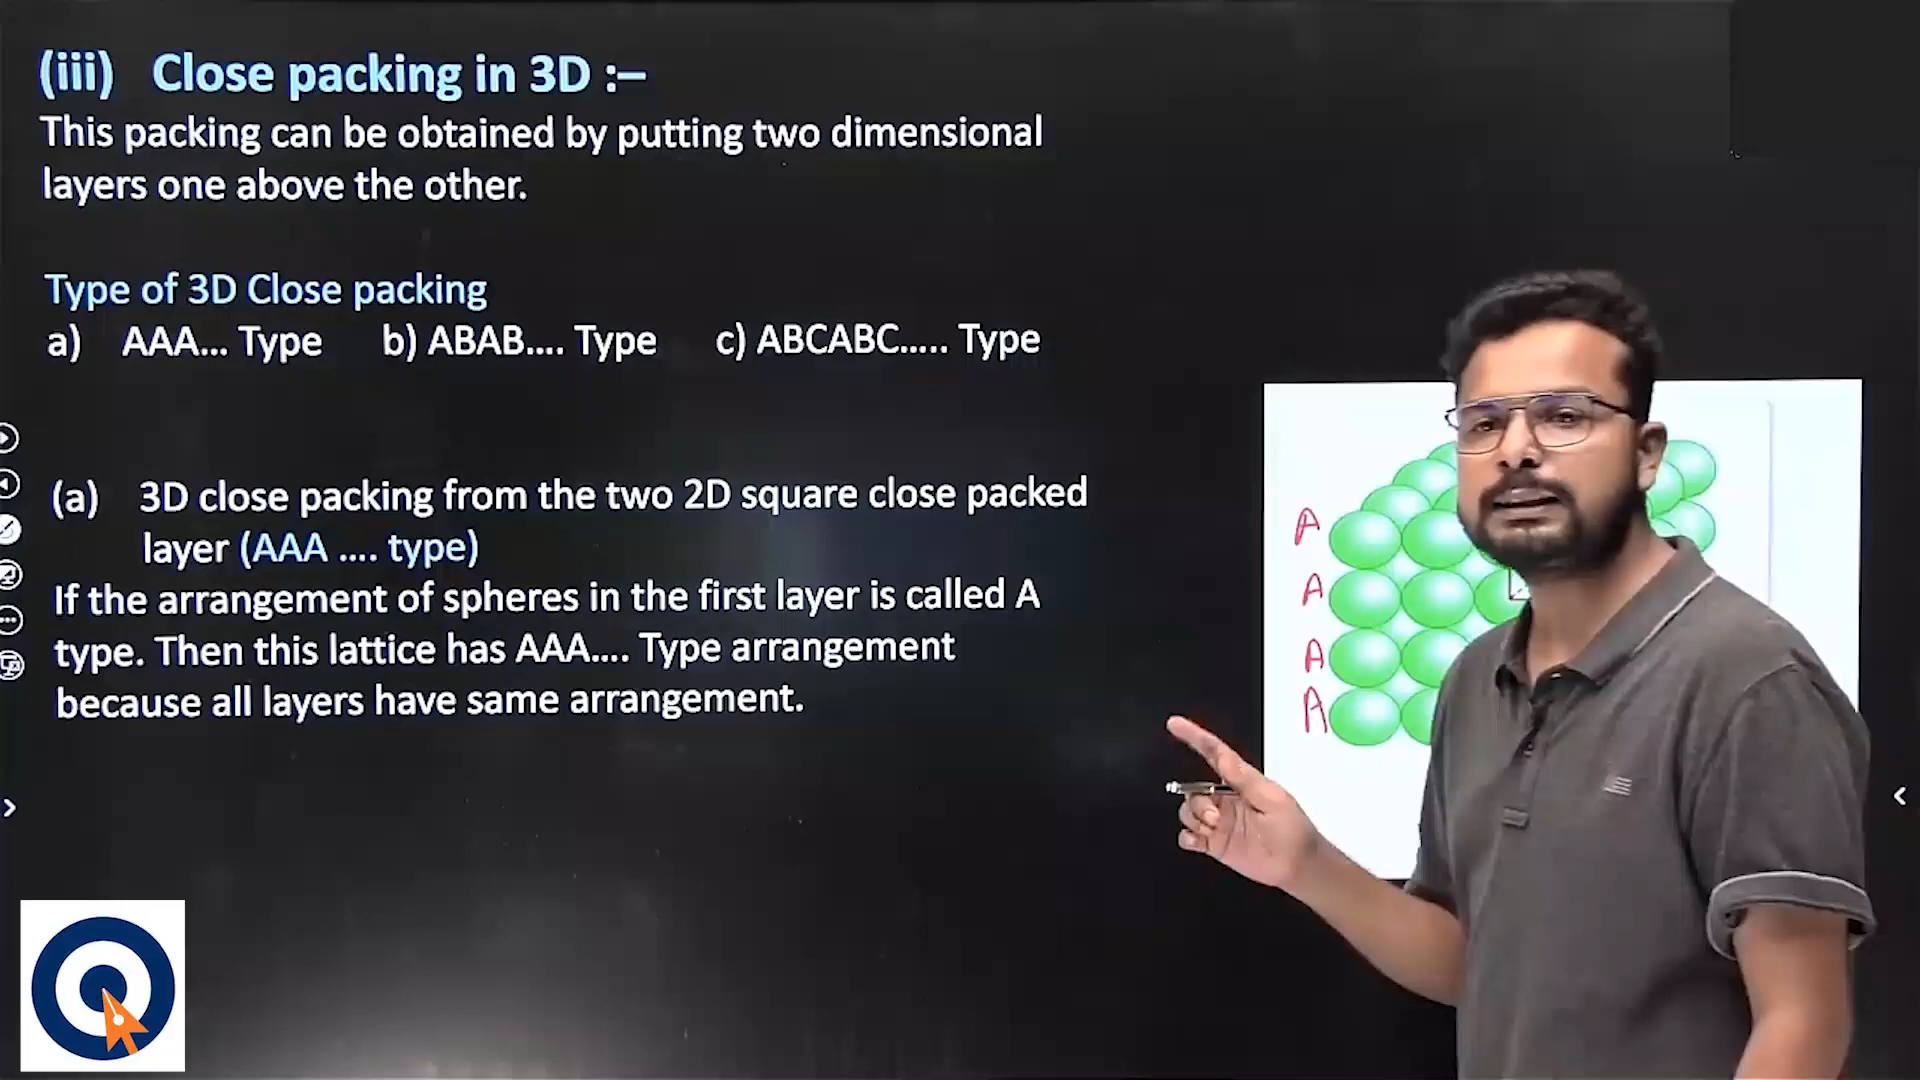 (iii) Close packing in 3D :–
This packing can be obtained by putting two dimensional
layers one above the other.
Type of 3D Close packing
a) AAA... Type b) ABAB.... Type c) ABCABC..... Type
(a) 3D close packing from the two 2D square close packed
layer (AAA .... type)
If the arrangement of spheres in the first layer is called A
type. Then this lattice has AAA.... Type arrangement
because all layers have same arrangement.
A
A
A
A